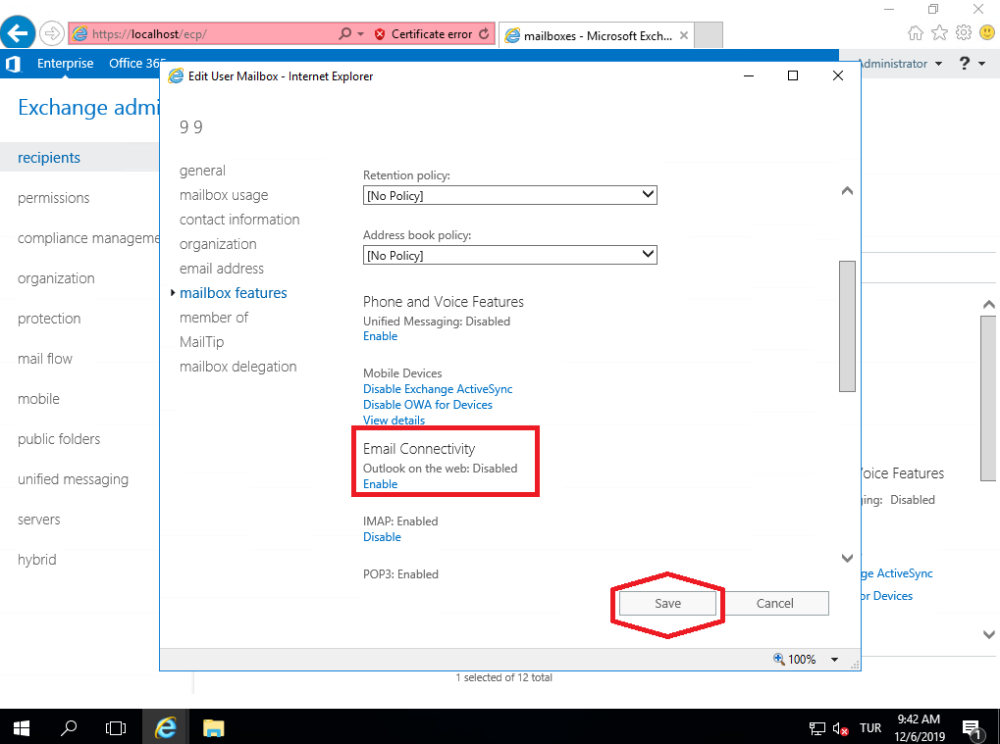 https://localhost/ecp/
Certificate error
mailboxes - Microsoft Exch...
Enterprise
Office 365
Administrator
?
Edit User Mailbox - Internet Explorer
Exchange admi
9 9
recipients
permissions
compliance manageme
organization
protection
mail flow
mobile
public folders
unified messaging
servers
hybrid
general
mailbox usage
contact information
organization
email address
mailbox features
member of
MailTip
mailbox delegation
Retention policy:
[No Policy]
Address book policy:
[No Policy]
Phone and Voice Features
Unified Messaging: Disabled
Enable
Mobile Devices
Disable Exchange ActiveSync
Disable OWA for Devices
View details
Email Connectivity
Outlook on the web: Disabled
Enable
IMAP: Enabled
Disable
POP3: Enabled
Save
Cancel
100%
Voice Features
ging: Disabled
ge ActiveSync
or Devices
1 selected of 12 total
TUR
9:42 AM
12/6/2019
1